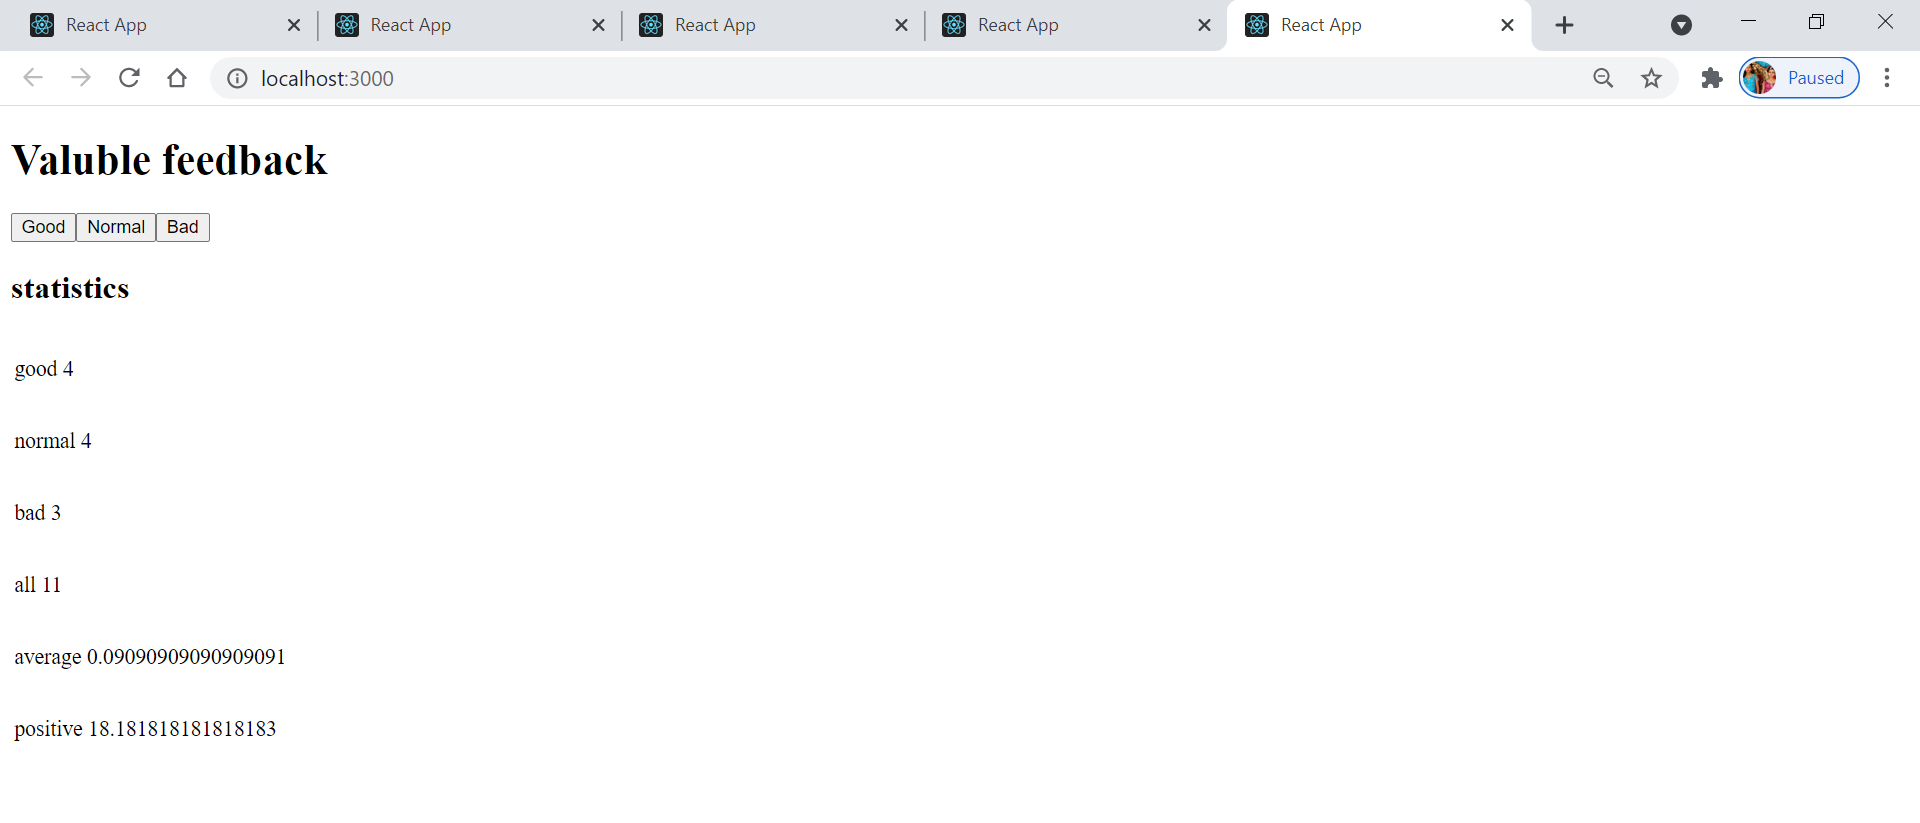 React App React App React App React App React App
localhost:3000 Paused
Valuble feedback
Good Normal Bad
statistics
good 4
normal 4
bad 3
all 11
average 0.09090909090909091
positive 18.181818181818183